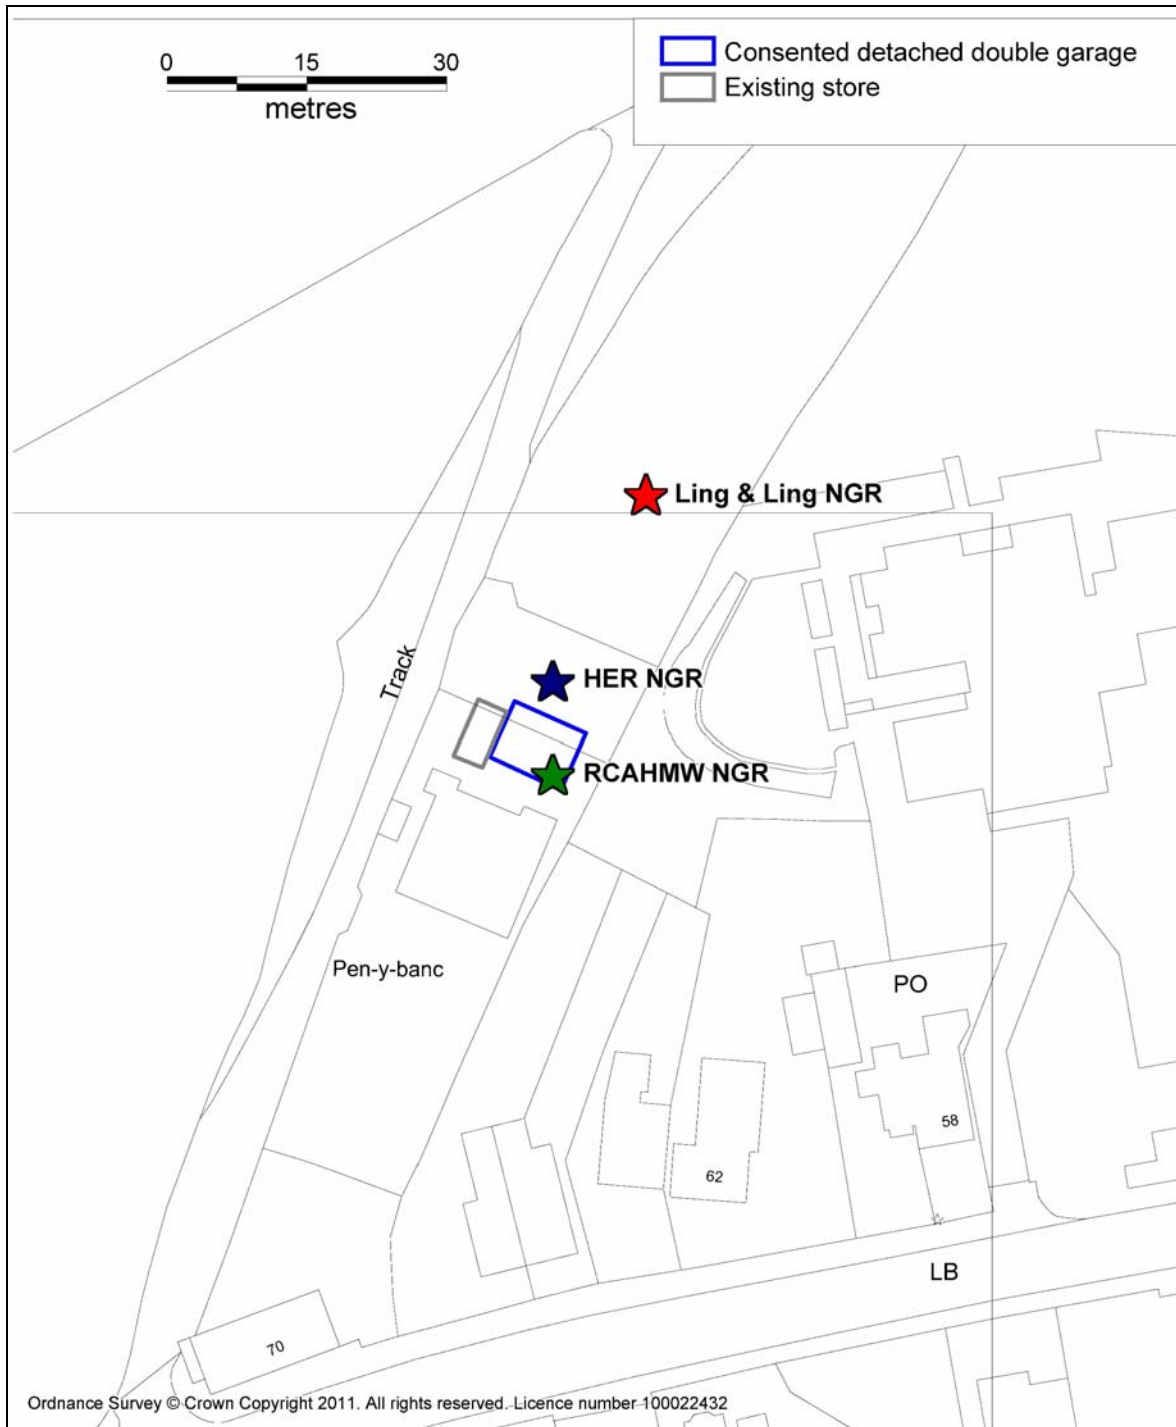 0 15 30
metres
Consented detached double garage
Existing store
Ling & Ling NGR
Track
HER NGR
RCAHMW NGR
Pen-y-banc
PO
58
62
LB
70
Ordnance Survey © Crown Copyright 2011. All rights reserved. Licence number 100022432